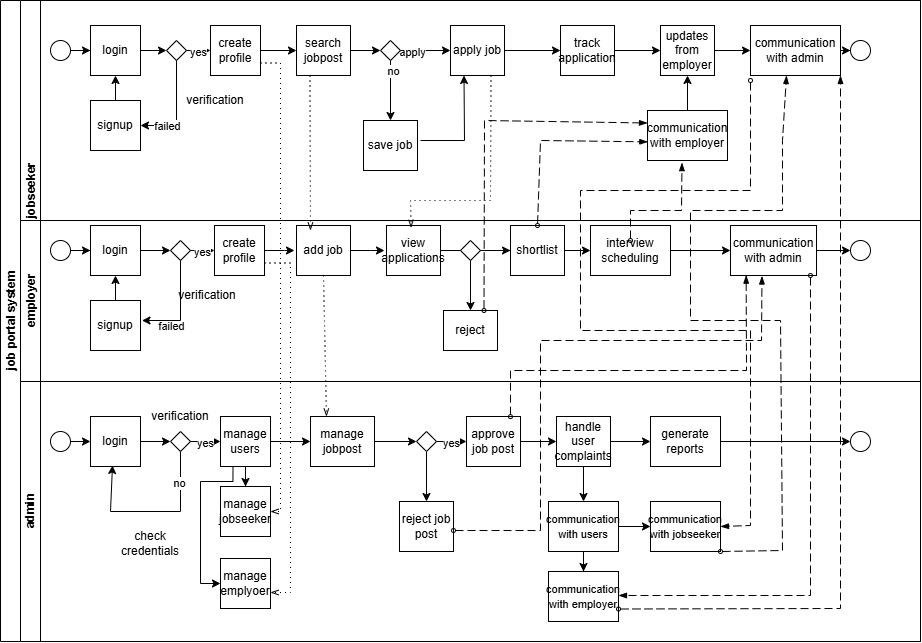 job portal system
jobseeker
login
yes
create
profile
search
jobpost
apply
no
apply job
track
application
updates
from
employer
communication
with admin
verification
signup
failed
save job
communication
with employer
employer
login
yes
create
profile
add job
view
applications
shortlist
interview
scheduling
communication
with admin
verification
signup
failed
reject
admin
verification
login
yes
no
manage
users
manage
jobpost
yes
approve
job post
handle
user
complaints
generate
reports
manage
jobseeker
reject job
post
communication
with users
communication
with jobseeker
check
credentials
manage
emplyoer
communication
with employer